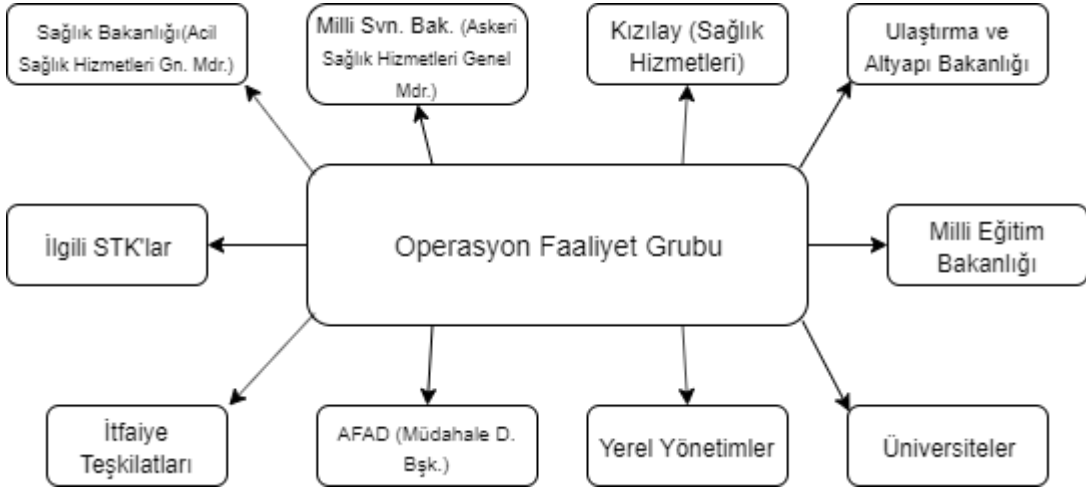 Sağlık Bakanlığı(Acil
Sağlık Hizmetleri Gn. Mdr.)
Milli Svn. Bak. (Askeri
Sağlık Hizmetleri Genel
Mdr.)
Kızılay (Sağlık
Hizmetleri)
Ulaştırma ve
Altyapı Bakanlığı
İlgili STK'lar
Operasyon Faaliyet Grubu
Milli Eğitim
Bakanlığı
İtfaiye
Teşkilatları
AFAD (Müdahale D.
Bşk.)
Yerel Yönetimler
Üniversiteler